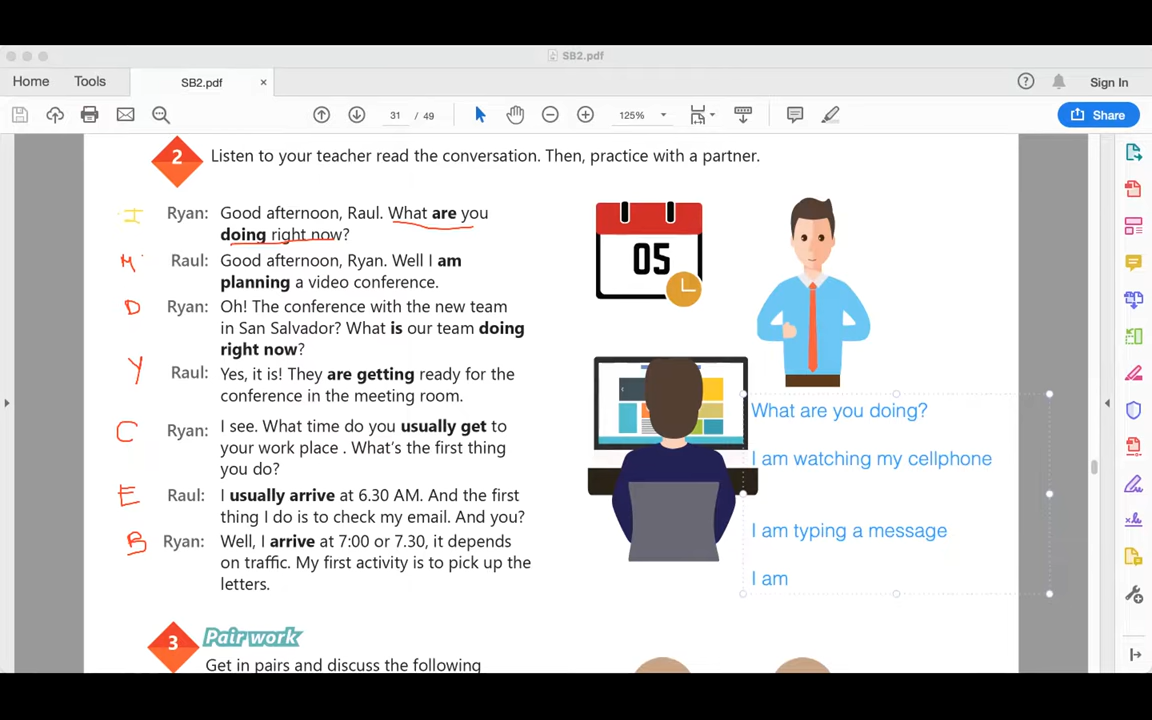 SB2.pdf
Home Tools SB2.pdf × Sign In
31 / 49 125% Share
2 Listen to your teacher read the conversation. Then, practice with a partner.
I Ryan: Good afternoon, Raul. What are you
doing right now?
M Raul: Good afternoon, Ryan. Well I am
planning a video conference.
D Ryan: Oh! The conference with the new team
in San Salvador? What is our team doing
right now?
Y Raul: Yes, it is! They are getting ready for the
conference in the meeting room.
C Ryan: I see. What time do you usually get to
your work place . What's the first thing
you do?
E Raul: I usually arrive at 6.30 AM. And the first
thing I do is to check my email. And you?
B Ryan: Well, I arrive at 7:00 or 7.30, it depends
on traffic. My first activity is to pick up the
letters.
05
What are you doing?
I am watching my cellphone
I am typing a message
I am
3 Pair work
Get in pairs and discuss the following